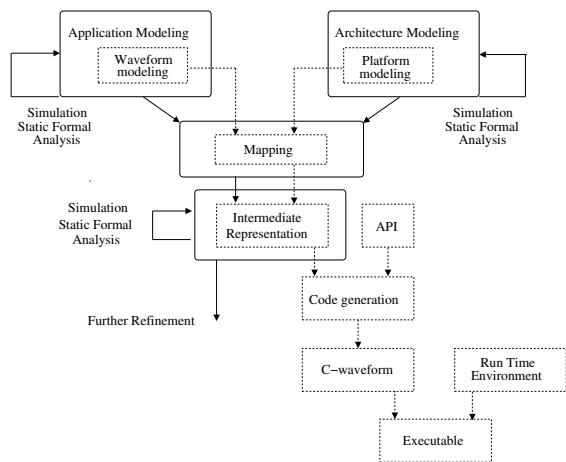 Application Modeling
Waveform
modeling
Architecture Modeling
Platform
modeling
Simulation
Static Formal
Analysis
Simulation
Static Formal
Analysis
Mapping
Simulation
Static Formal
Analysis
Intermediate
Representation
API
Code generation
Further Refinement
C−waveform
Run Time
Environment
Executable